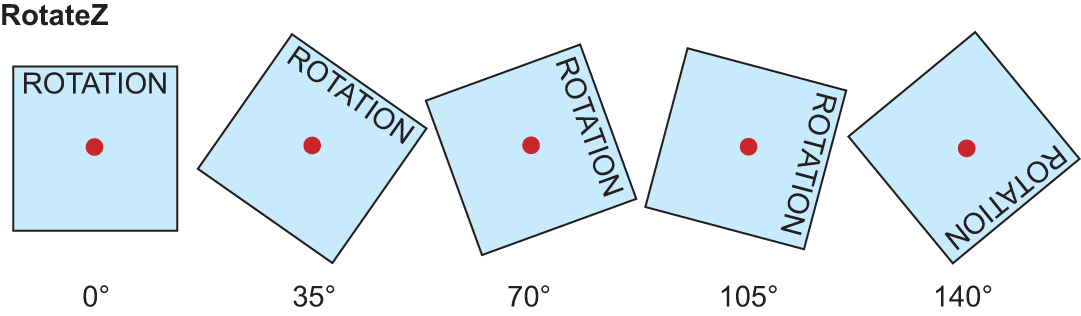 RotateZ
ROTATION
ROTATION
ROTATION
ROTATION
ROTATION
0°
35°
70°
105°
140°